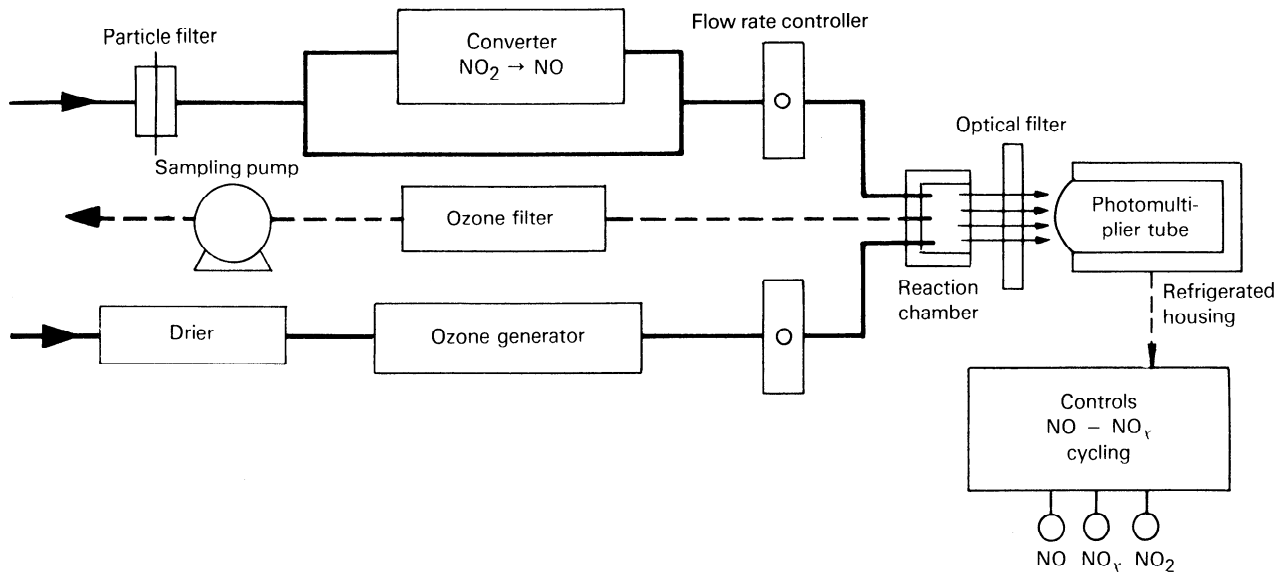 Particle filter
Converter
NO₂ → NO
Flow rate controller
Optical filter
Sampling pump
Ozone filter
Photomulti-
plier tube
Reaction
chamber
Refrigerated
housing
Drier
Ozone generator
Controls
NO – NOₓ
cycling
NO NOₓ NO₂